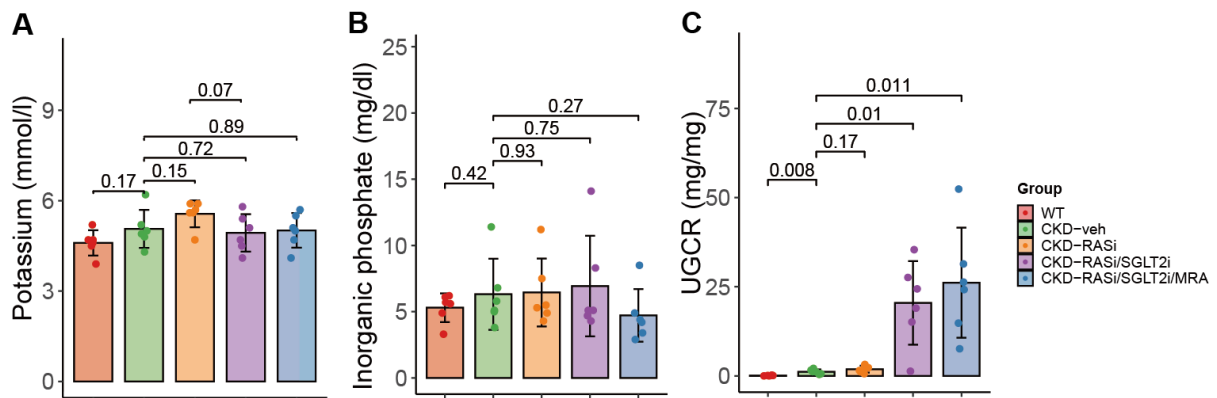 A
Potassium (mmol/l)
9
6
3
0
0.07
0.89
0.72
0.17
0.15
B
Inorganic phosphate (mg/dl)
25
20
15
10
5
0
0.27
0.75
0.93
0.42
C
UGCR (mg/mg)
75
50
25
0
0.011
0.01
0.17
0.008
Group
WT
CKD−veh
CKD−RASi
CKD−RASi/SGLT2i
CKD−RASi/SGLT2i/MRA